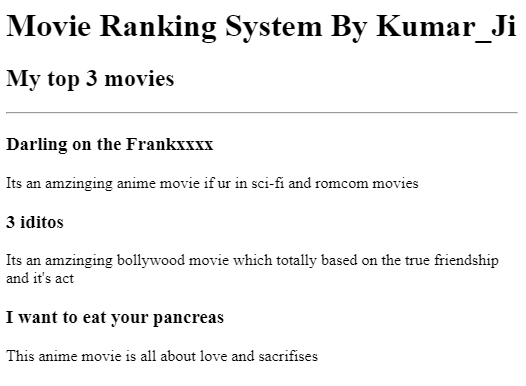 Movie Ranking System By Kumar_Ji
My top 3 movies
Darling on the Frankxxxx
Its an amzinging anime movie if ur in sci-fi and romcom movies
3 iditos
Its an amzinging bollywood movie which totally based on the true friendship
and it's act
I want to eat your pancreas
This anime movie is all about love and sacrifises